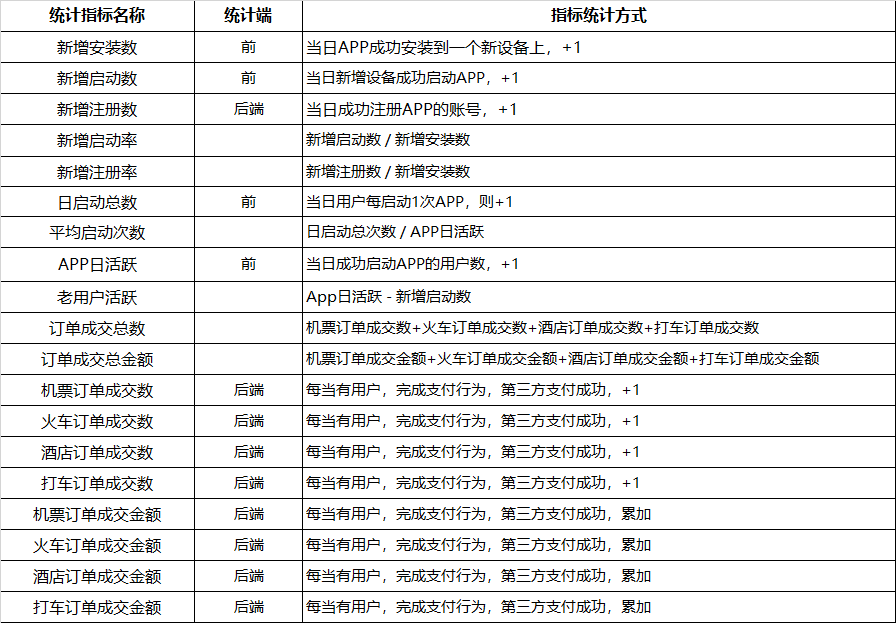 统计指标名称 统计端 指标统计方式
新增安装数 前 当日APP成功安装到一个新设备上，+1
新增启动数 前 当日新增设备成功启动APP，+1
新增注册数 后端 当日成功注册APP的账号，+1
新增启动率 新增启动数 / 新增安装数
新增注册率 新增注册数 / 新增安装数
日启动总数 前 当日用户每启动1次APP，则+1
平均启动次数 日启动总次数 / APP日活跃
APP日活跃 前 当日成功启动APP的用户数，+1
老用户活跃 App日活跃 - 新增启动数
订单成交总数 机票订单成交数+火车订单成交数+酒店订单成交数+打车订单成交数
订单成交总金额 机票订单成交金额+火车订单成交金额+酒店订单成交金额+打车订单成交金额
机票订单成交数 后端 每当有用户，完成支付行为，第三方支付成功，+1
火车订单成交数 后端 每当有用户，完成支付行为，第三方支付成功，+1
酒店订单成交数 后端 每当有用户，完成支付行为，第三方支付成功，+1
打车订单成交数 后端 每当有用户，完成支付行为，第三方支付成功，+1
机票订单成交金额 后端 每当有用户，完成支付行为，第三方支付成功，累加
火车订单成交金额 后端 每当有用户，完成支付行为，第三方支付成功，累加
酒店订单成交金额 后端 每当有用户，完成支付行为，第三方支付成功，累加
打车订单成交金额 后端 每当有用户，完成支付行为，第三方支付成功，累加